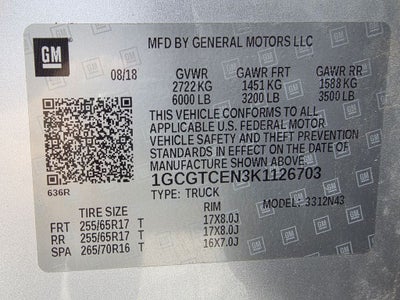 GM
MFD BY GENERAL MOTORS LLC
08/18 GVWR GAWR FRT GAWR RR
2722 KG 1451 KG 1588 KG
6000 LB 3200 LB 3500 LB
THIS VEHICLE CONFORMS TO ALL
APPLICABLE U.S. FEDERAL MOTOR
VEHICLE SAFETY AND THEFT PREVENTION
STANDARDS IN EFFECT ON THE DATE OF
MANUFACTURE SHOWN ABOVE.
1GCGTCEN3K1126703
636R TYPE: TRUCK MODEL: 3312N43
TIRE SIZE RIM
FRT 255/65R17 T 17X8.0J
RR 255/65R17 T 17X8.0J
SPA 265/70R16 T 16X7.0J